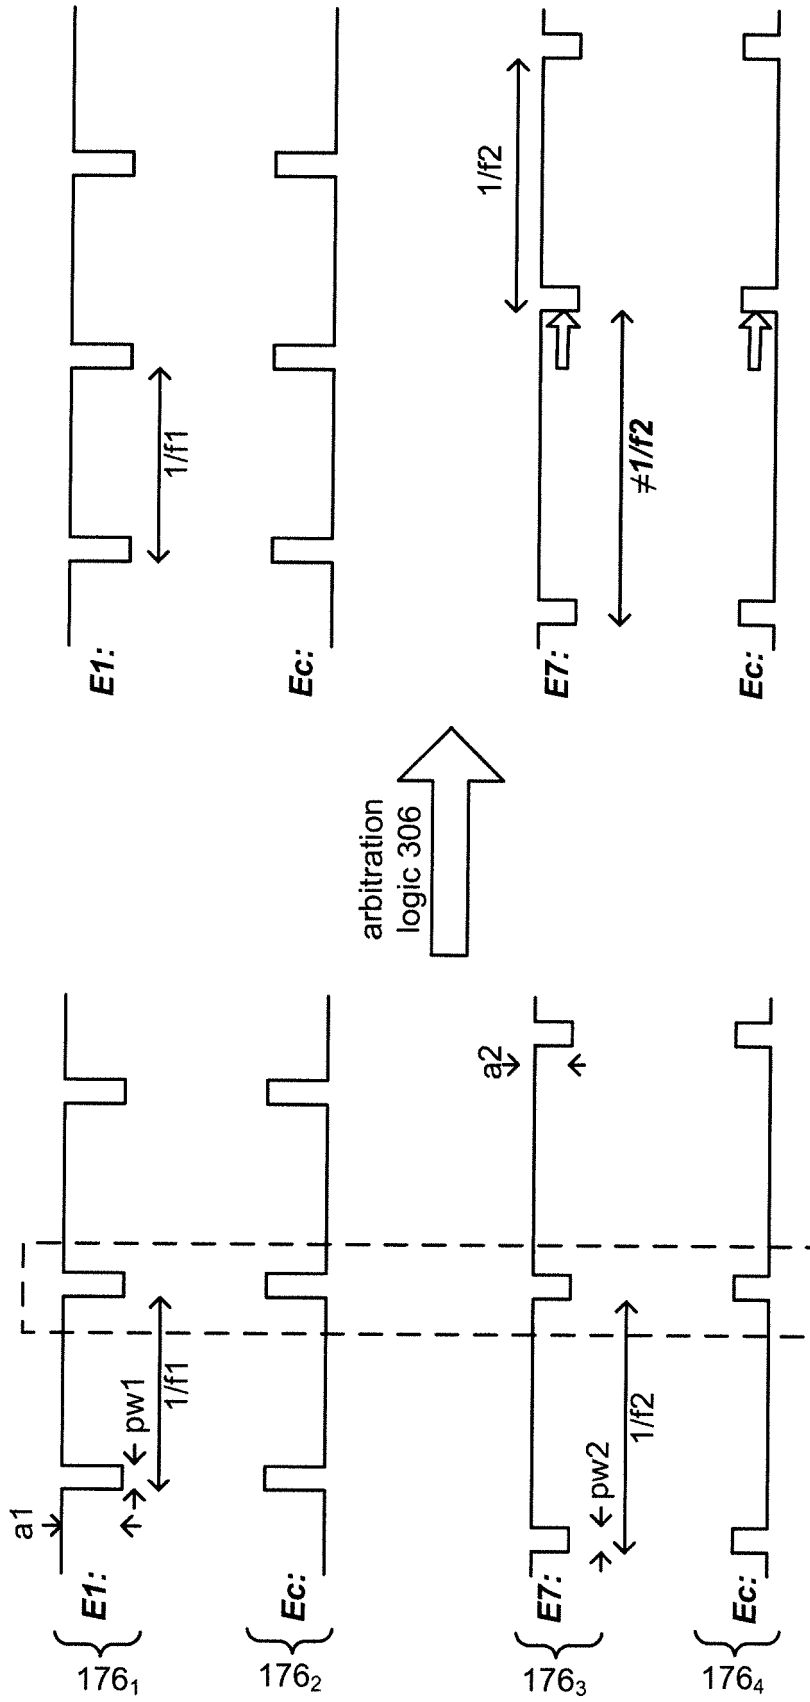 176₁
E1:
a1
pw1
1/f1
176₂
Ec:
176₃
E7:
pw2
1/f2
a2
176₄
Ec:
arbitration
logic 306
E1:
1/f1
Ec:
E7:
≠1/f2
1/f2
Ec: